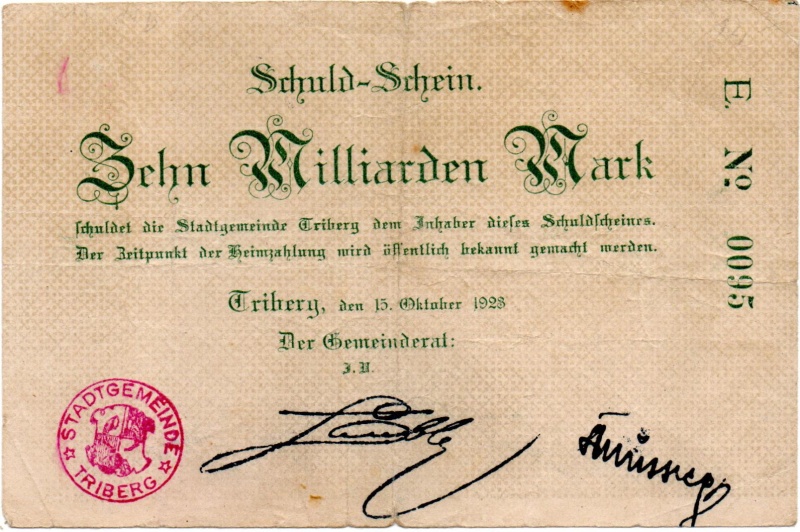 Schuld-Schein.
Zehn Milliarden Mark
schuldet die Stadtgemeinde Triberg dem Inhaber dieses Schuldscheines.
Der Zeitpunkt der Heimzahlung wird öffentlich bekannt gemacht werden.
Triberg, den 15. Oktober 1923
Der Gemeinderat:
J. V.
STADTGEMEINDE
TRIBERG
E. No. 0095